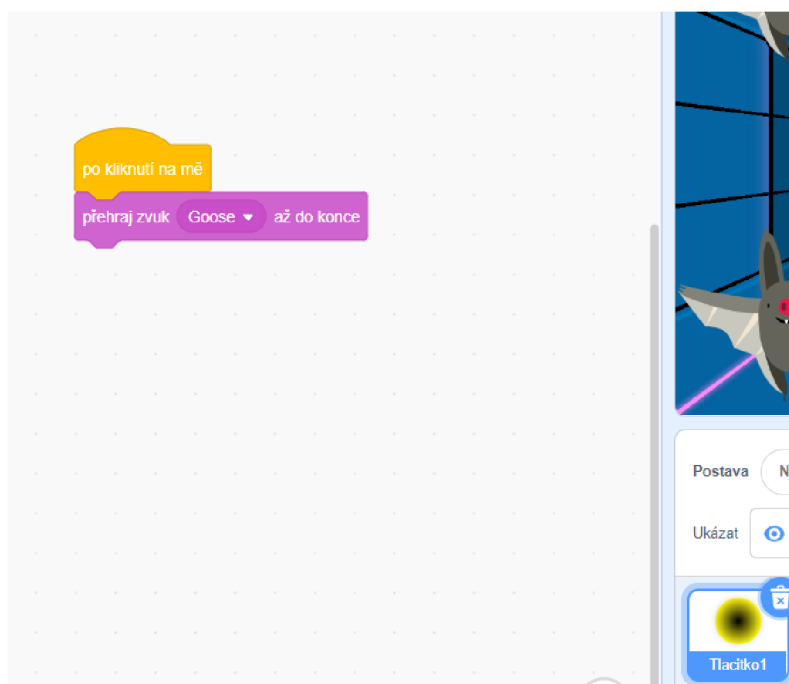 po kliknutí na mě
přehraj zvuk Goose až do konce
Postava N
Ukázat
Tlacitko1